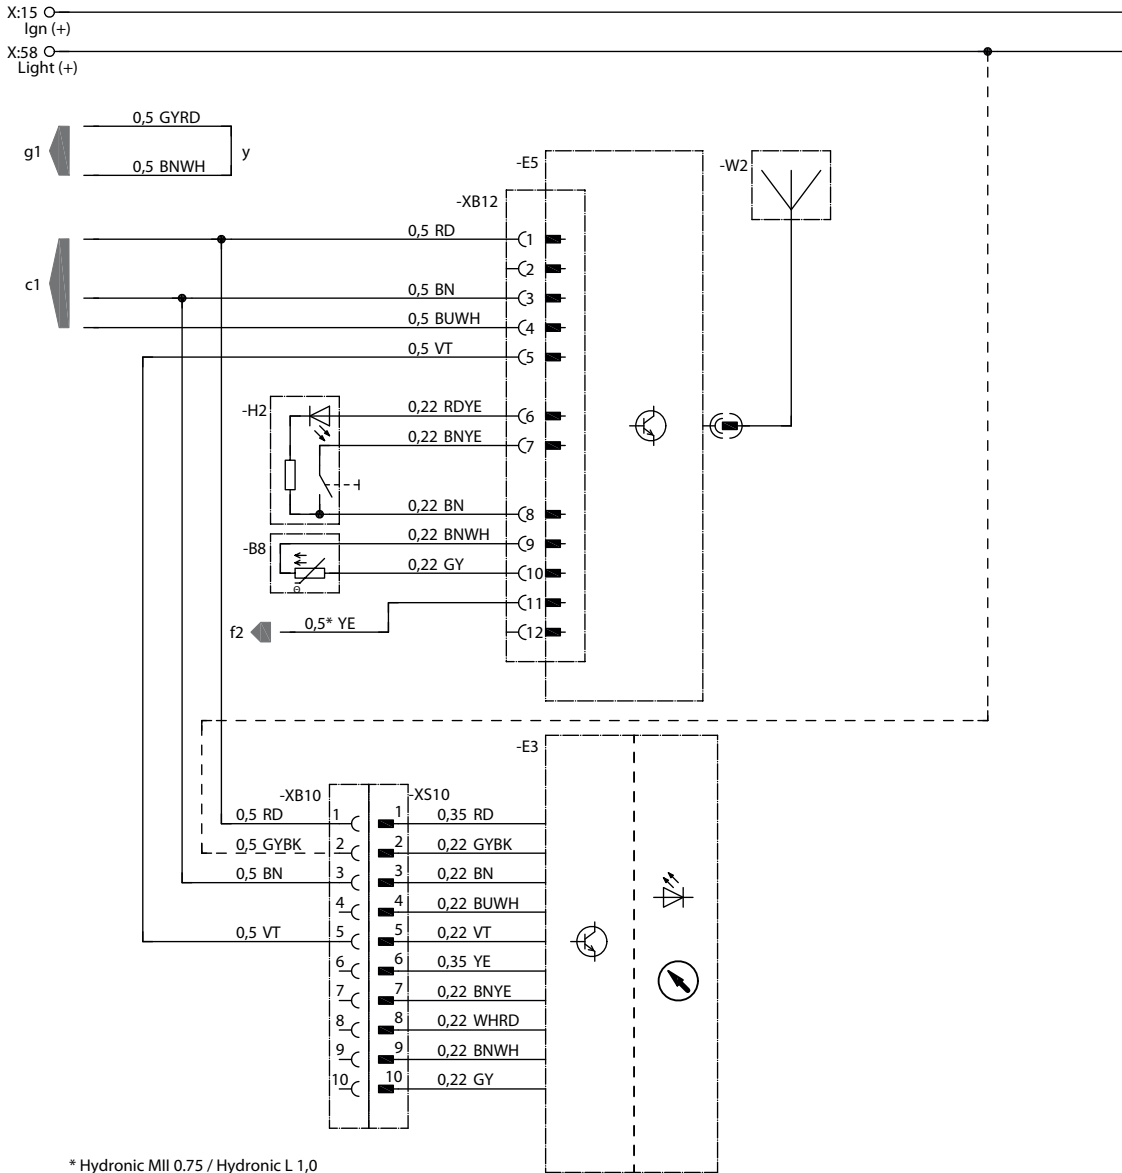 X:15
Ign (+)
X:58
Light (+)
0,5 GYRD
g1
y
0,5 BNWH
-E5
-W2
-XB12
0,5 RD
1
2
c1
0,5 BN
3
0,5 BUWH
4
0,5 VT
5
-H2
0,22 RDYE
6
0,22 BNYE
7
0,22 BN
8
0,22 BNWH
9
-B8
0,22 GY
10
Θ
11
f2
0,5* YE
12
-E3
-XB10
-XS10
0,5 RD
1
1
0,35 RD
0,5 GYBK
2
2
0,22 GYBK
0,5 BN
3
3
0,22 BN
4
4
0,22 BUWH
0,5 VT
5
5
0,22 VT
6
6
0,35 YE
7
7
0,22 BNYE
8
8
0,22 WHRD
9
9
0,22 BNWH
10
10
0,22 GY
* Hydronic MII 0.75 / Hydronic L 1,0